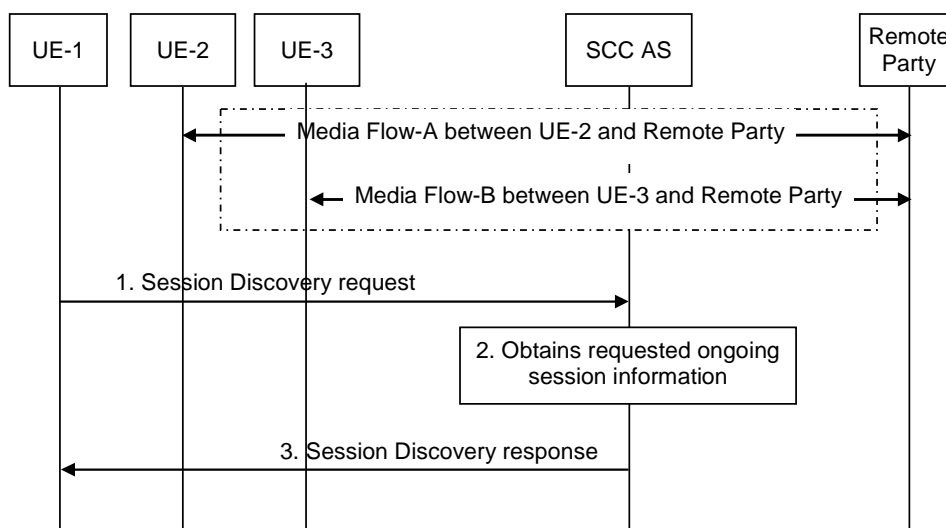 UE-1
UE-2
UE-3
SCC AS
Remote
Party
Media Flow-A between UE-2 and Remote Party
Media Flow-B between UE-3 and Remote Party
1. Session Discovery request
2. Obtains requested ongoing
session information
3. Session Discovery response